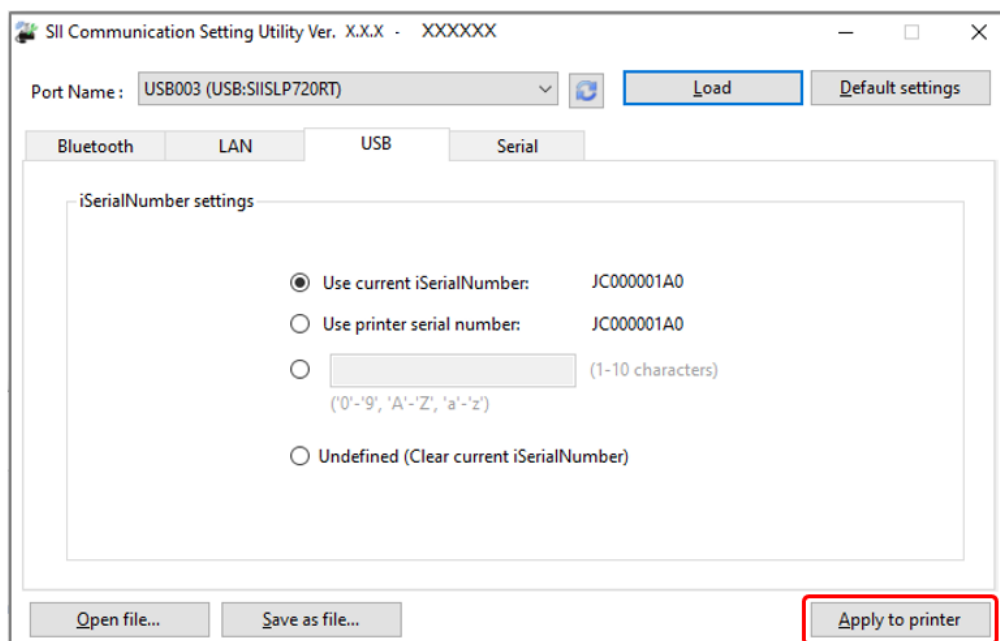 SII Communication Setting Utility Ver. X.X.X - XXXXXX
Port Name : USB003 (USB:SIISLP720RT) Load Default settings
Bluetooth LAN USB Serial
iSerialNumber settings
Use current iSerialNumber: JC000001A0
Use printer serial number: JC000001A0
(1-10 characters)
('0'-'9', 'A'-'Z', 'a'-'z')
Undefined (Clear current iSerialNumber)
Open file... Save as file... Apply to printer